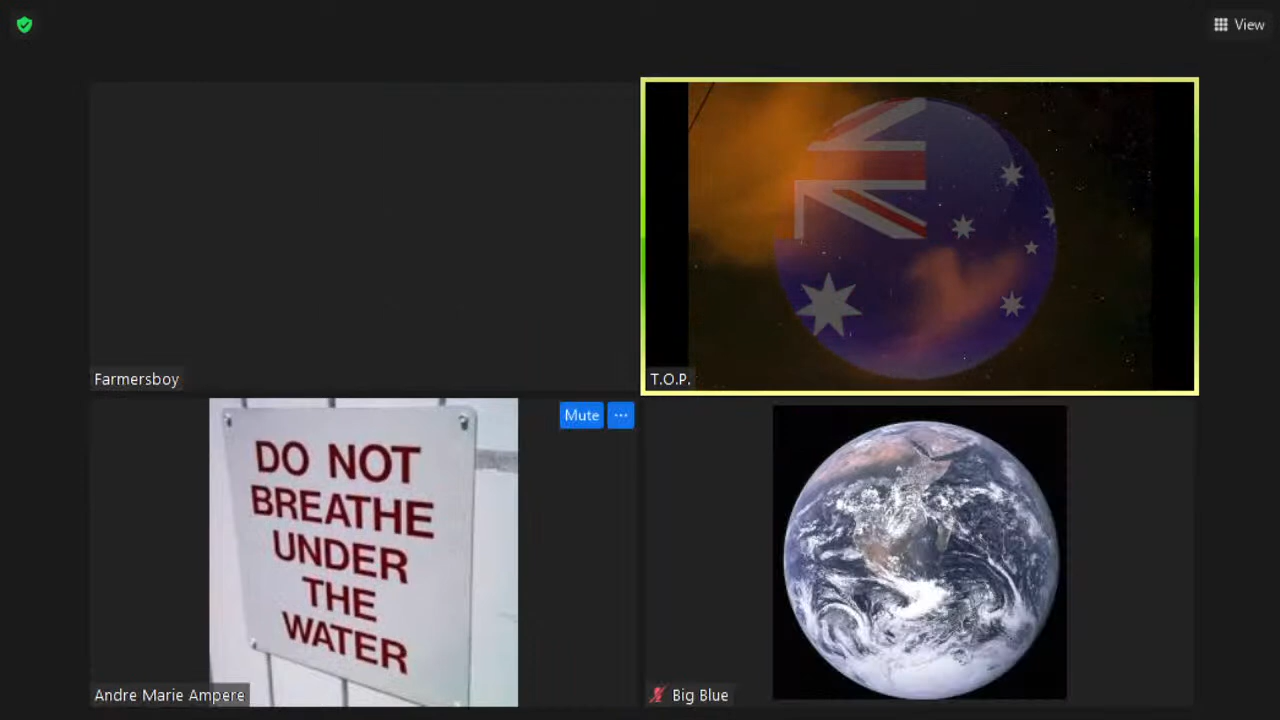 View
Farmersboy
T.O.P.
Mute
DO NOT
BREATHE
UNDER
THE
WATER
Andre Marie Ampere
Big Blue